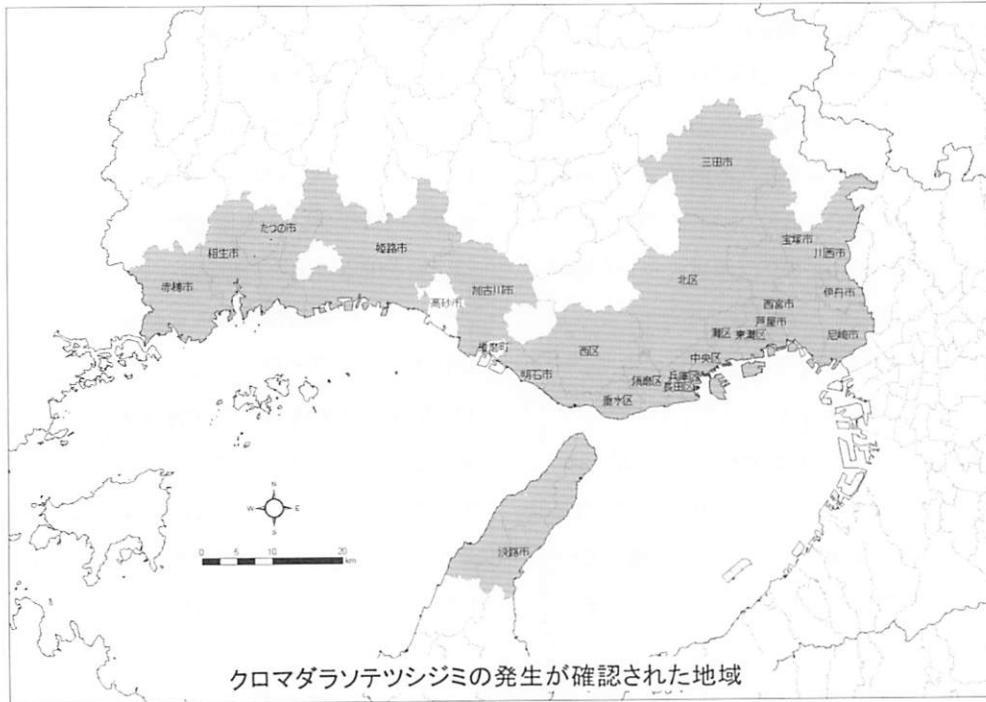 三田市
たつの市
相生市
姫路市
宝塚市
川西市
赤穂市
北区
加古川市
伊丹市
高砂市
西宮市
芦屋市
灘区
東灘区
尼崎市
播磨町
西区
中央区
明石市
須磨区
兵庫区
長田区
垂水区
N
W
E
S
淡路市
0 5 10 20
km
クロマダラソテツシジミの発生が確認された地域